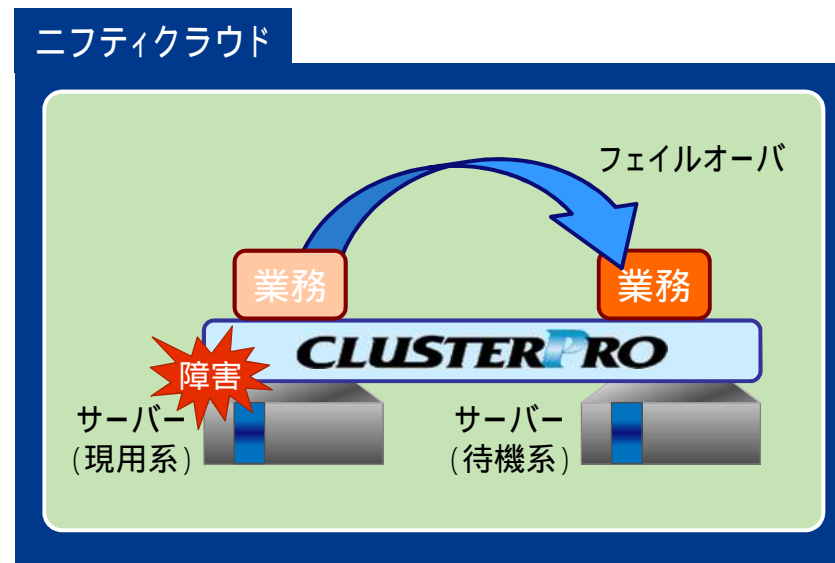 ニフティクラウド
フェイルオーバ
業務
業務
CLUSTERPRO
障害
サーバー
(現用系)
サーバー
(待機系)